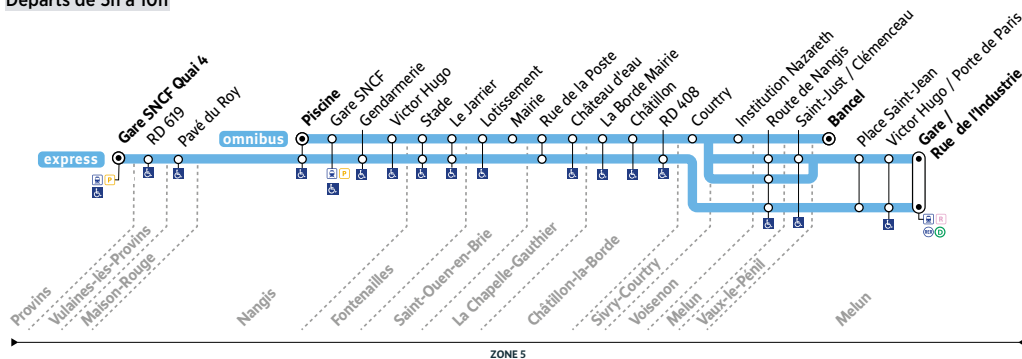 Départs de 5h à 10h
Gare SNCF Quai 4
RD 619
Pavé du Roy
Piscine
Gare SNCF
Gendarmerie
Victor Hugo
Stade
Le Jarrier
Lotissement
Mairie
Rue de la Poste
Château d'eau
La Borde Mairie
Châtillon
RD 408
Courtry
Institution Nazareth
Route de Nangis
Saint-Just / Clémenceau
Bancel
Place Saint-Jean
Victor Hugo / Porte de Paris
Gare /
Rue de l'Industrie
omnibus
express
P
P
R
RER D
Provins
Vulaines-lès-Provins
Maison-Rouge
Nangis
Fontenailles
Saint-Ouen-en-Brie
La Chapelle-Gauthier
Châtillon-la-Borde
Sivry-Courtry
Voisenon
Melun
Vaux-le-Pénil
Melun
ZONE 5